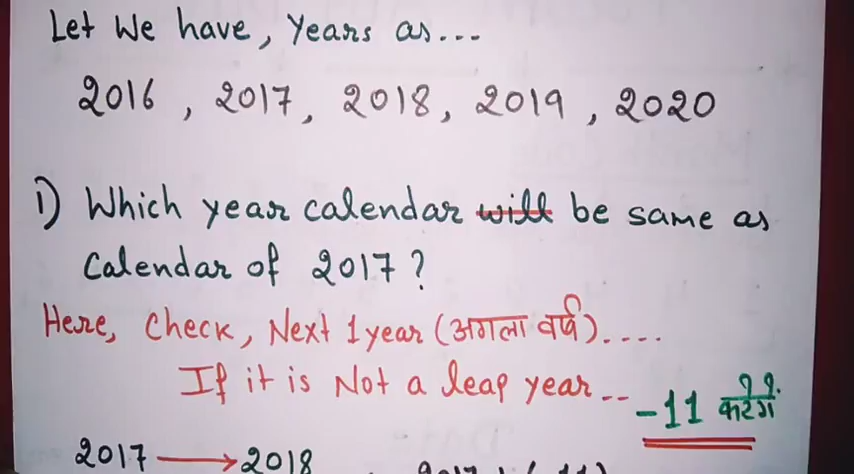 Let We have, Years as...
2016 , 2017, 2018, 2019 , 2020
i) Which year calendar will be same as
Calendar of 2017 ?
Here, Check, Next 1 year (अगला वर्ष)....
If it is Not a leap year..
-11 करेंगें
2017 → 2018